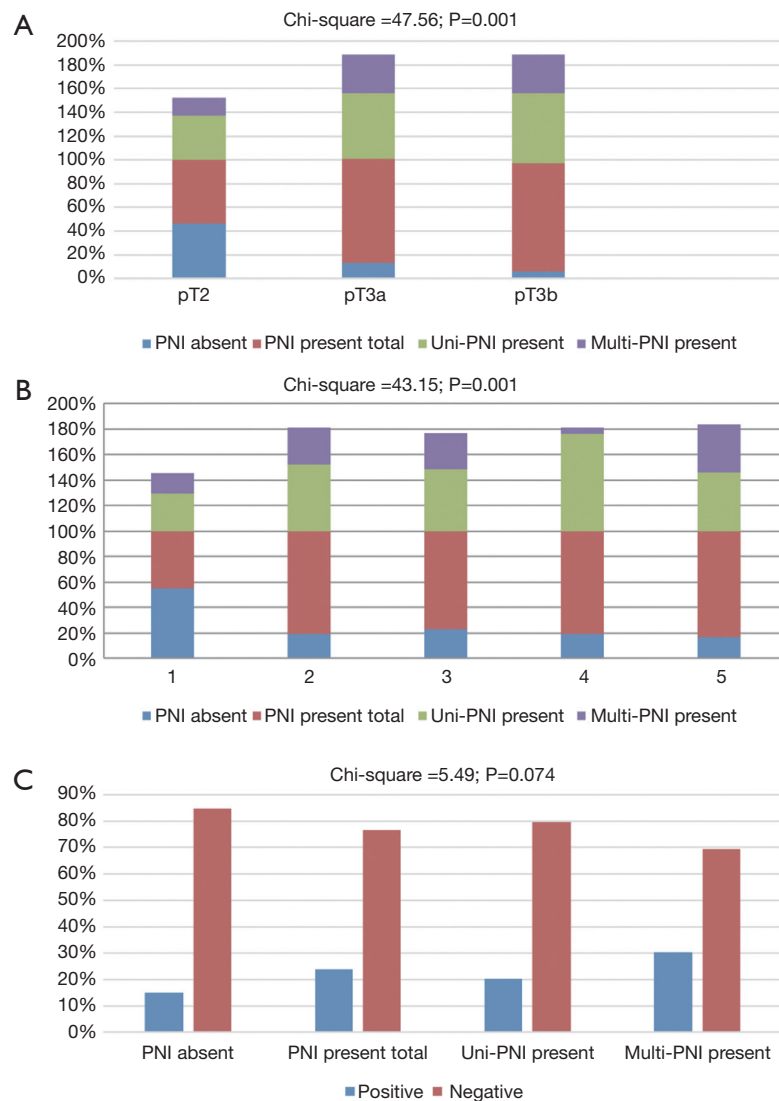 A
Chi-square =47.56; P=0.001
200%
180%
160%
140%
120%
100%
80%
60%
40%
20%
0%
pT2 pT3a pT3b
PNI absent PNI present total Uni-PNI present Multi-PNI present
B
Chi-square =43.15; P=0.001
200%
180%
160%
140%
120%
100%
80%
60%
40%
20%
0%
1 2 3 4 5
PNI absent PNI present total Uni-PNI present Multi-PNI present
C
Chi-square =5.49; P=0.074
90%
80%
70%
60%
50%
40%
30%
20%
10%
0%
PNI absent PNI present total Uni-PNI present Multi-PNI present
Positive Negative